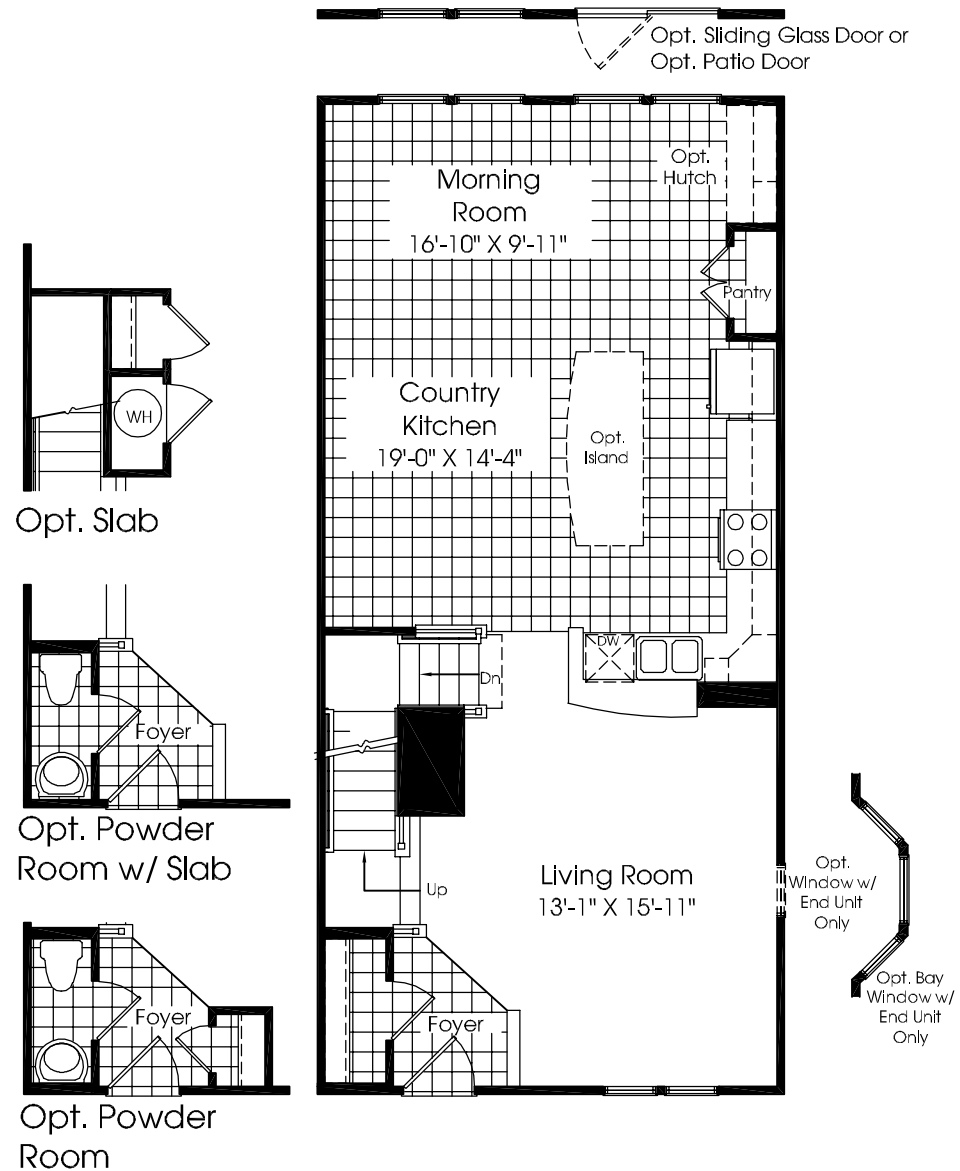 Opt. Sliding Glass Door or
Opt. Patio Door
Opt.
Hutch
Morning
Room
16'-10" X 9'-11"
Pantry
Country
Kitchen
19'-0" X 14'-4"
Opt.
Island
WH
Opt. Slab
DW
Dn
Foyer
Opt. Powder
Room w/ Slab
Up
Living Room
13'-1" X 15'-11"
Opt.
Window w/
End Unit
Only
Opt. Bay
Window w/
End Unit
Only
Foyer
Foyer
Opt. Powder
Room